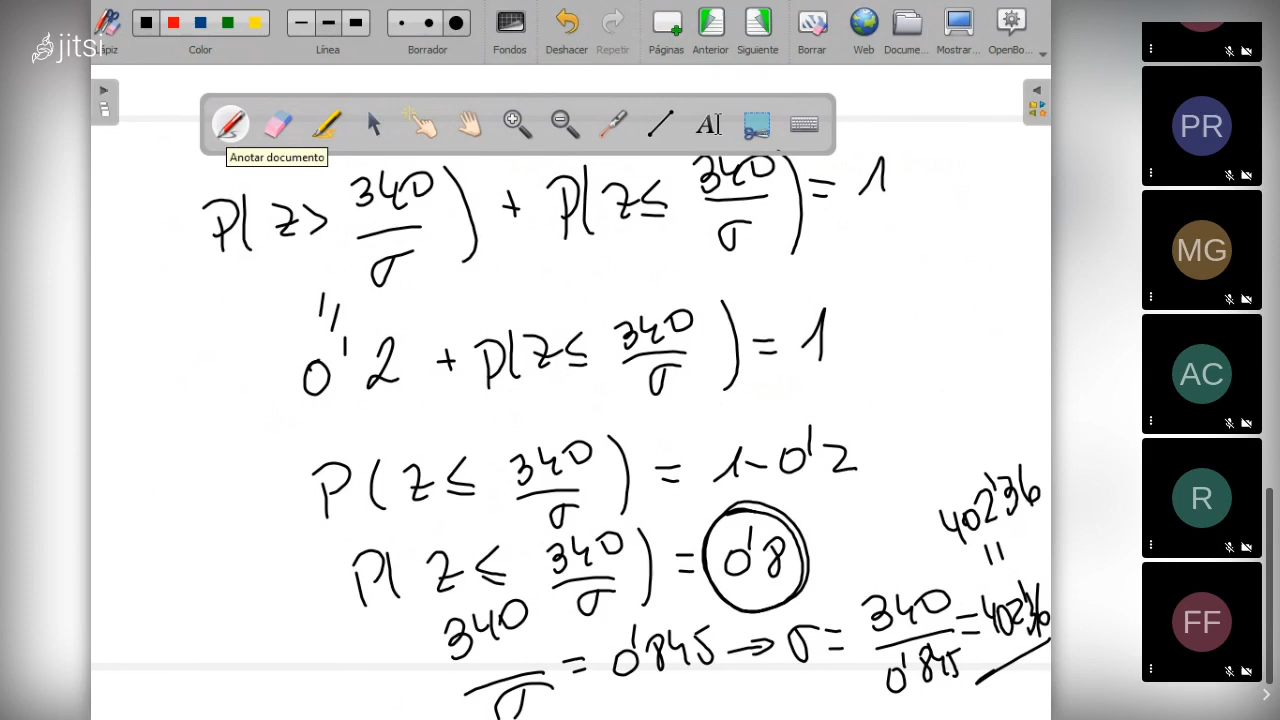 jitsi
Lápiz Color Línea Borrador Fondos Deshacer Repetir Páginas Anterior Siguiente Borrar Web Docume... Mostrar... OpenBo...
Anotar documento
P( z > 340/σ ) + P( z ≤ 340/σ ) = 1
"
0'2 + P( z ≤ 340/σ ) = 1
P( z ≤ 340/σ ) = 1-0'2
P( z ≤ 340/σ ) = 0'8
402'36
=
340/σ = 0'845 → σ = 340/0'845 = 402'36
PR
MG
AC
R
FF